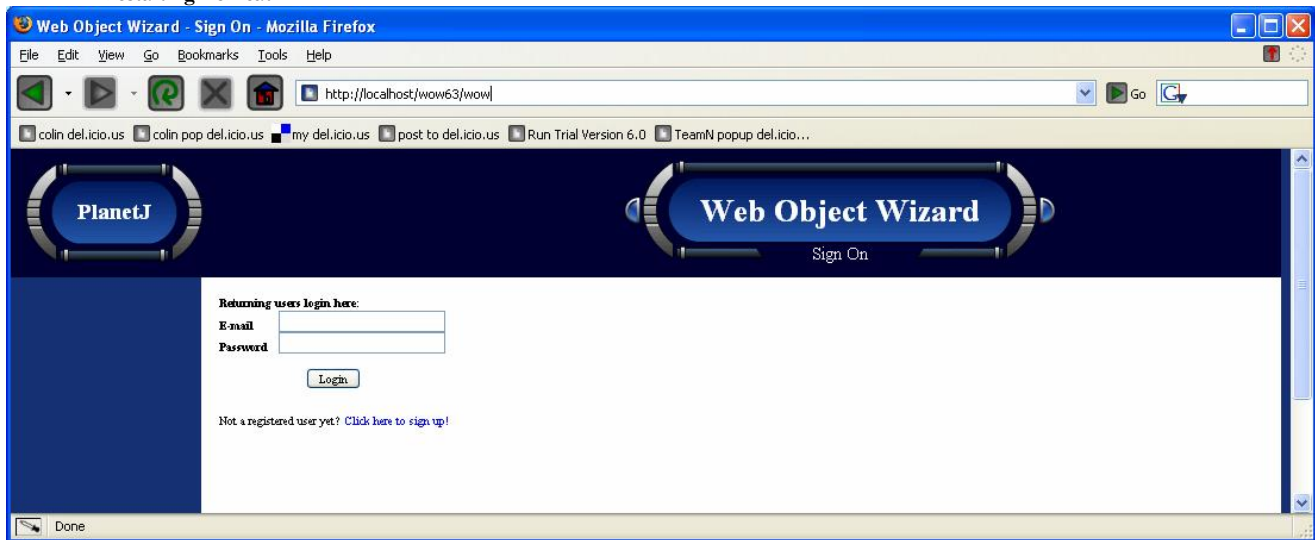 Web Object Wizard - Sign On - Mozilla Firefox
File Edit View Go Bookmarks Tools Help
http://localhost/wow63/wow
Go
G
colin del.icio.us colin pop del.icio.us my del.icio.us post to del.icio.us Run Trial Version 6.0 TeamN popup del.icio...
PlanetJ
Web Object Wizard
Sign On
Returning users login here:
E-mail
Password
Login
Not a registered user yet? Click here to sign up!
Done